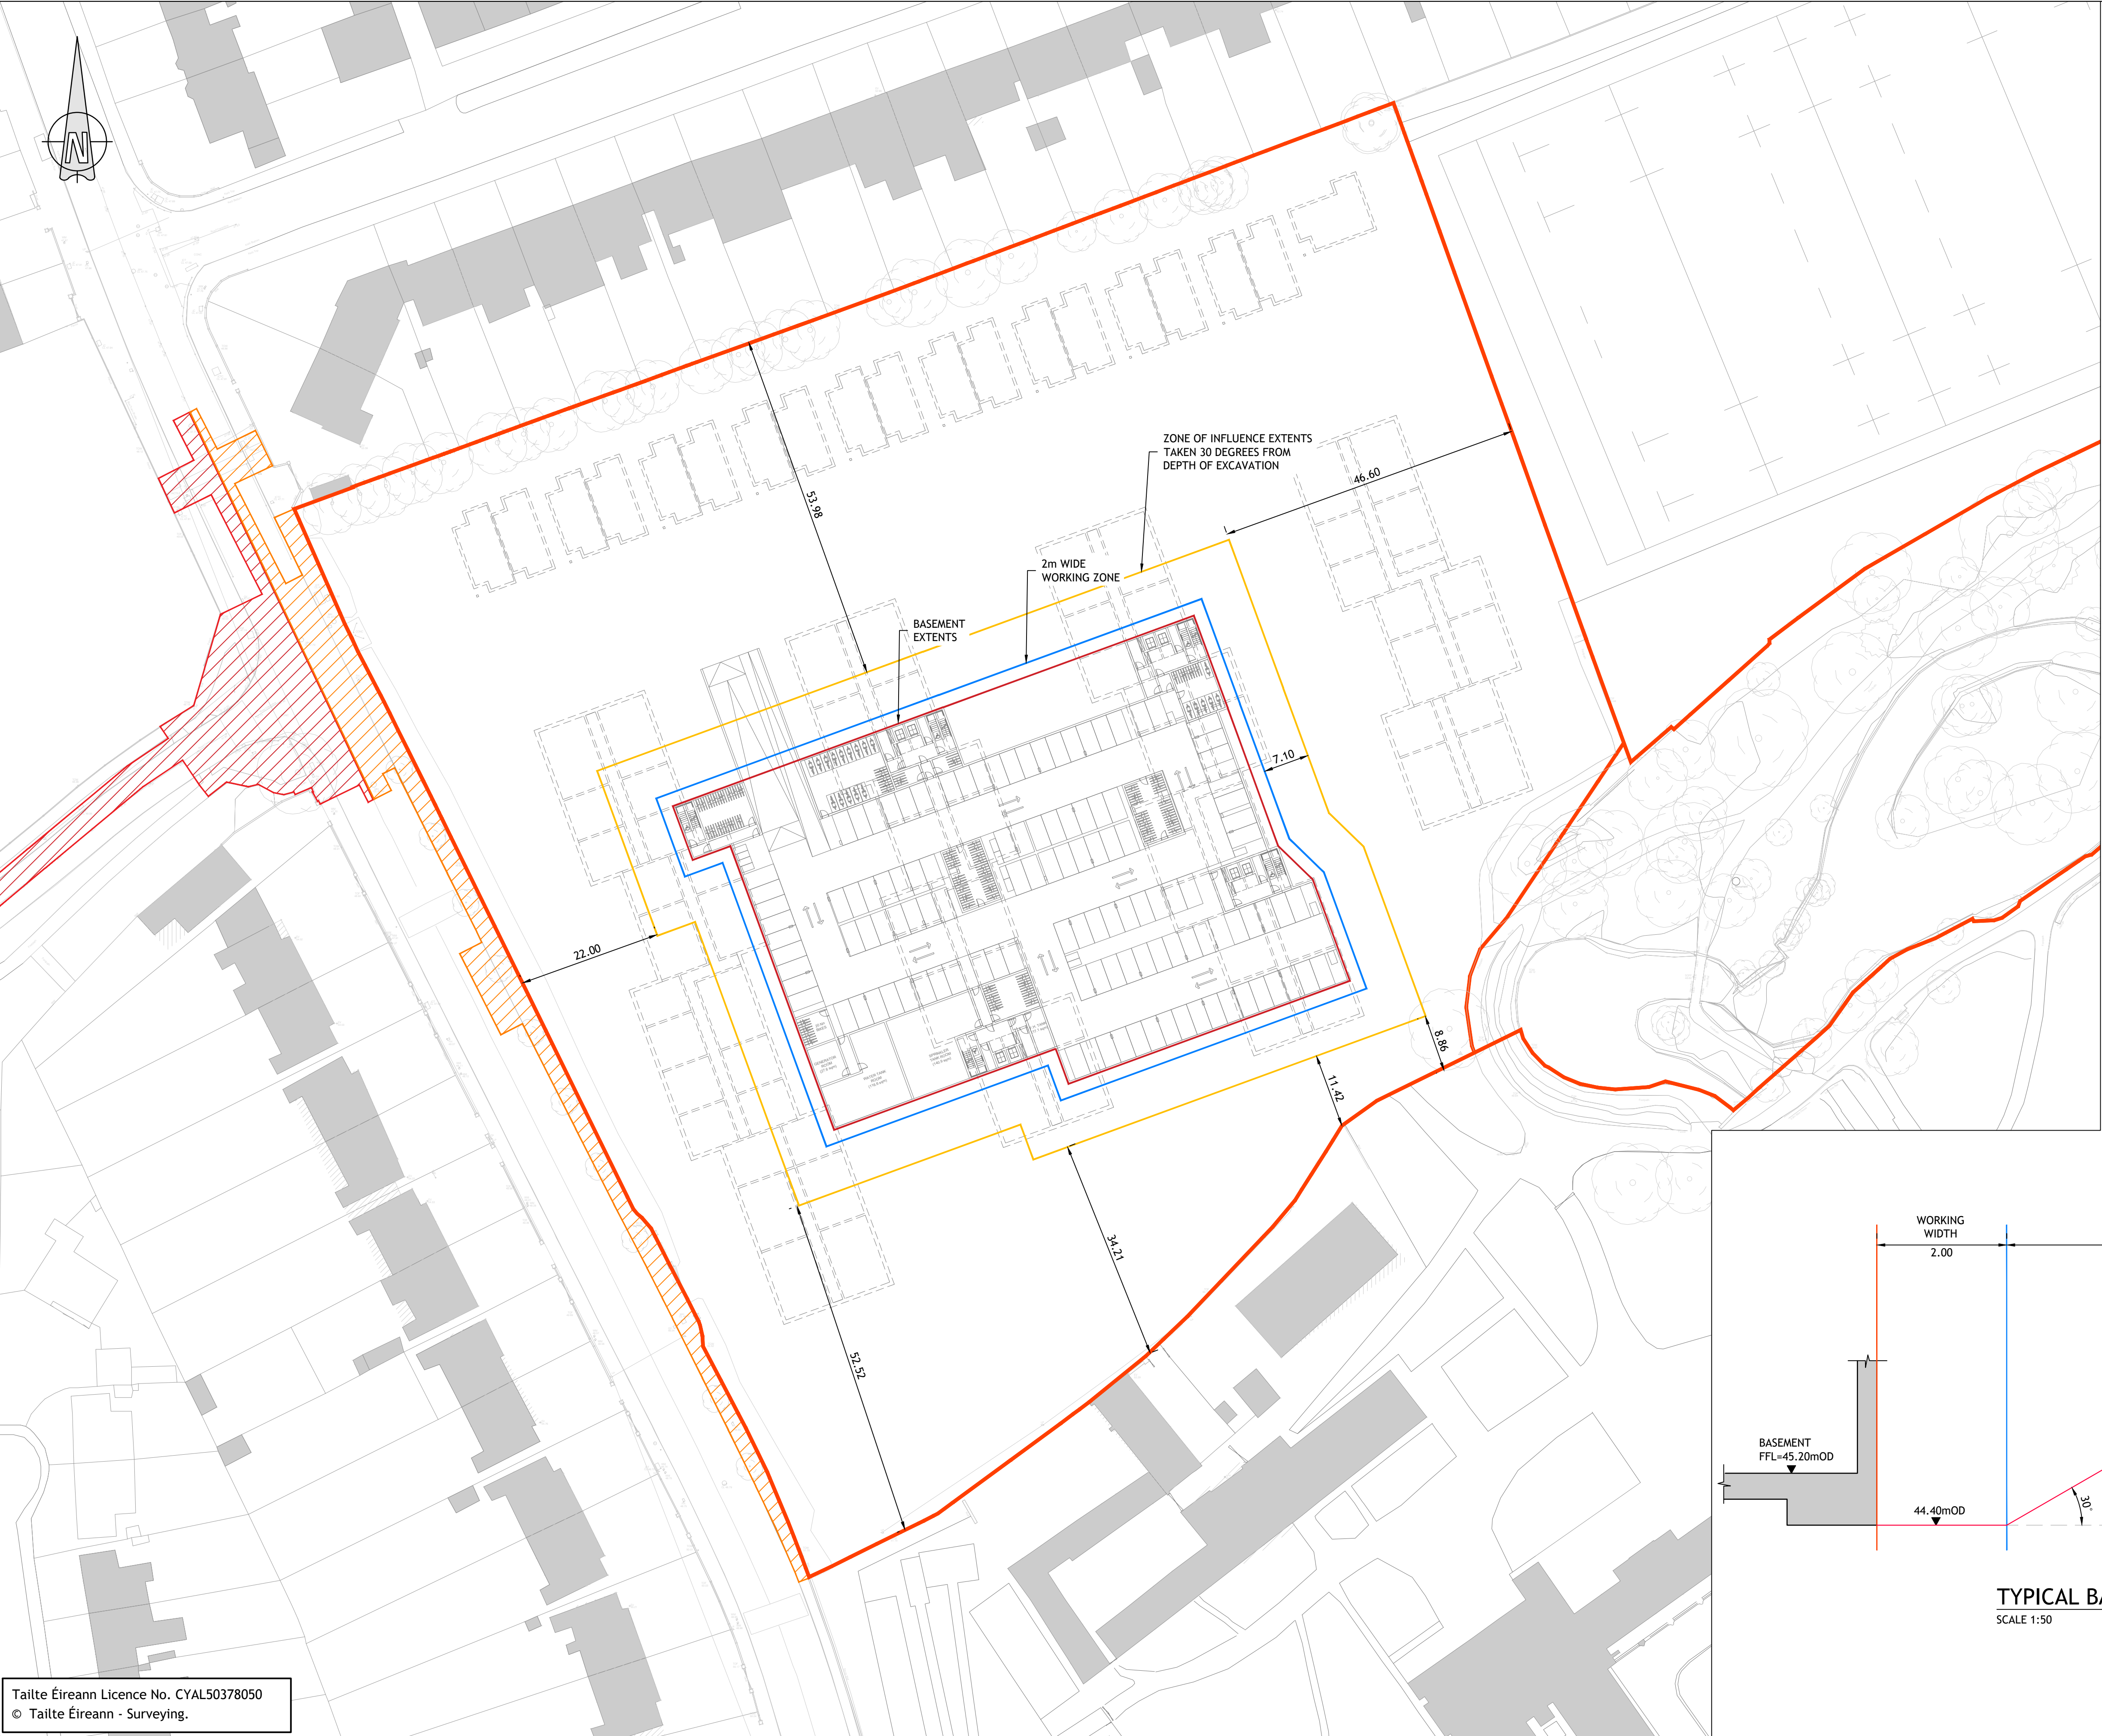 N
ZONE OF INFLUENCE EXTENTS
TAKEN 30 DEGREES FROM
DEPTH OF EXCAVATION
46.60
53.98
2m WIDE
WORKING ZONE
BASEMENT
EXTENTS
7.10
22.00
8.86
11.42
34.21
52.52
WORKING
WIDTH
2.00
BASEMENT
FFL=45.20mOD
44.40mOD
30°
TYPICAL BA
SCALE 1:50
Tailte Éireann Licence No. CYAL50378050
© Tailte Éireann - Surveying.